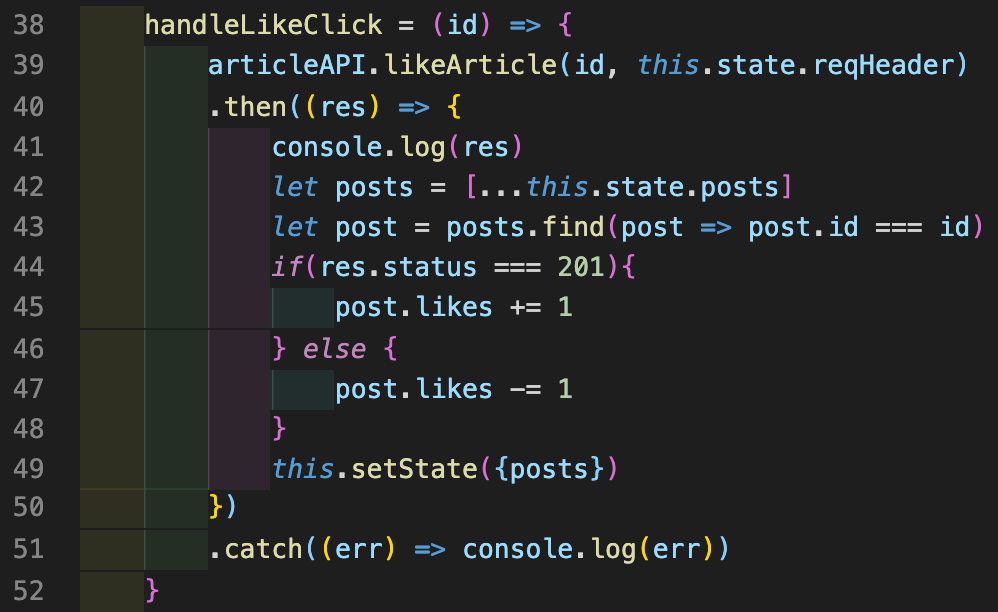 38 handleLikeClick = (id) => {
39 articleAPI.likeArticle(id, this.state.reqHeader)
40 .then((res) => {
41 console.log(res)
42 let posts = [...this.state.posts]
43 let post = posts.find(post => post.id === id)
44 if(res.status === 201){
45 post.likes += 1
46 } else {
47 post.likes -= 1
48 }
49 this.setState({posts})
50 })
51 .catch((err) => console.log(err))
52 }